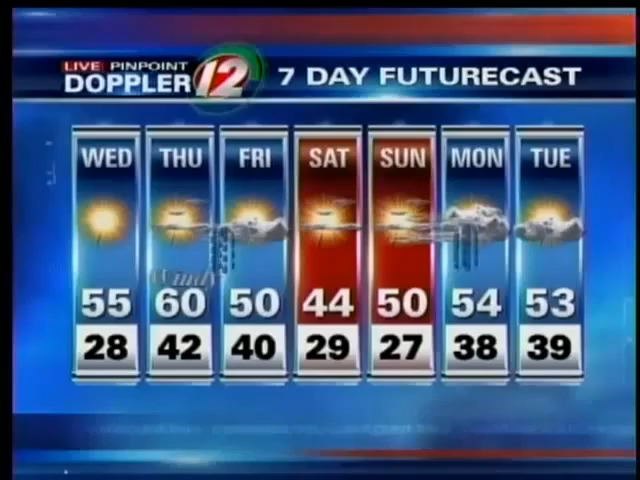 LIVE PINPOINT
DOPPLER 12
7 DAY FUTURECAST
WED THU FRI SAT SUN MON TUE
Windy
55 60 50 44 50 54 53
28 42 40 29 27 38 39